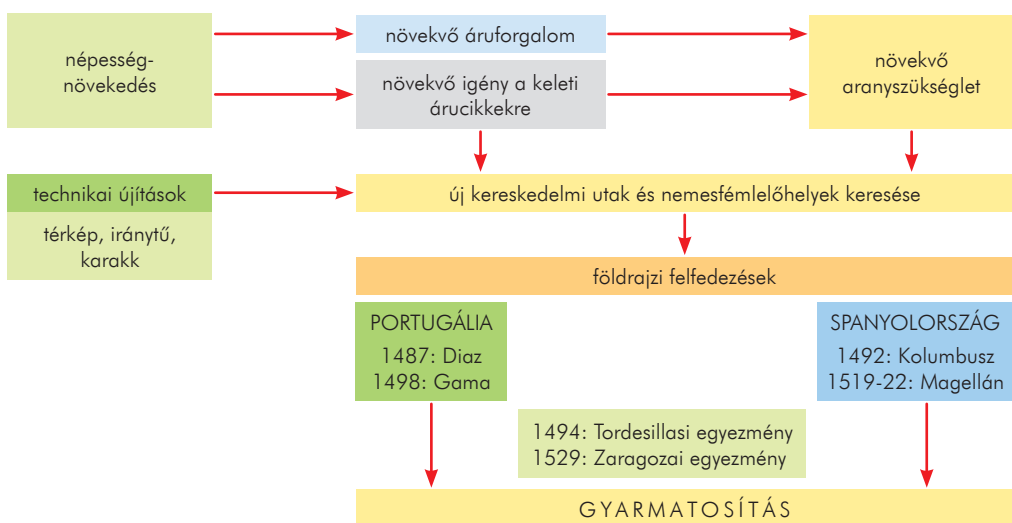 népesség-
növekedés
növekvő áruforgalom
növekvő igény a keleti
árucikkekre
növekvő
aranyszükséglet
technikai újítások
térkép, iránytű,
karakk
új kereskedelmi utak és nemesfémlelőhelyek keresése
földrajzi felfedezések
PORTUGÁLIA
1487: Diaz
1498: Gama
SPANYOLORSZÁG
1492: Kolumbusz
1519-22: Magellán
1494: Tordesillasi egyezmény
1529: Zaragozai egyezmény
GYARMATOSÍTÁS